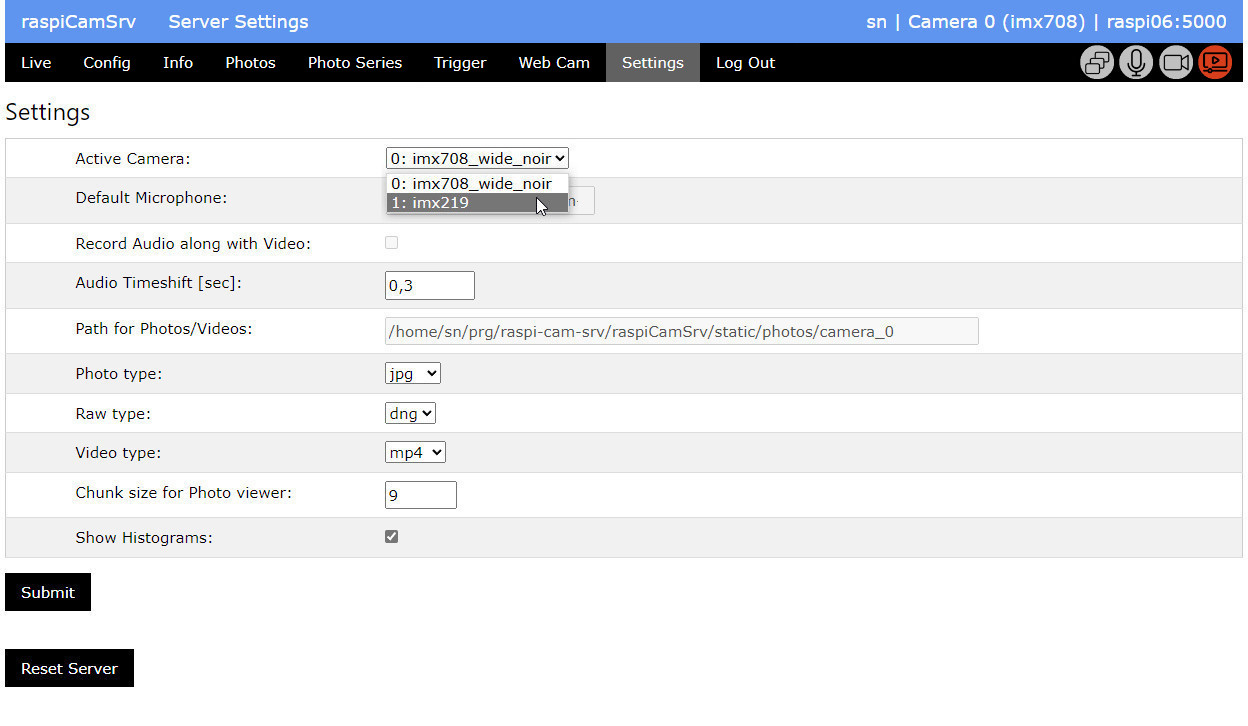 raspiCamSrv Server Settings sn | Camera 0 (imx708) | raspi06:5000
Live Config Info Photos Photo Series Trigger Web Cam Settings Log Out
Settings
Active Camera: 0: imx708_wide_noir
0: imx708_wide_noir
Default Microphone:
1: imx219
Record Audio along with Video:
Audio Timeshift [sec]: 0,3
Path for Photos/Videos: /home/sn/prg/raspi-cam-srv/raspiCamSrv/static/photos/camera_0
Photo type: jpg
Raw type: dng
Video type: mp4
Chunk size for Photo viewer: 9
Show Histograms:
Submit
Reset Server